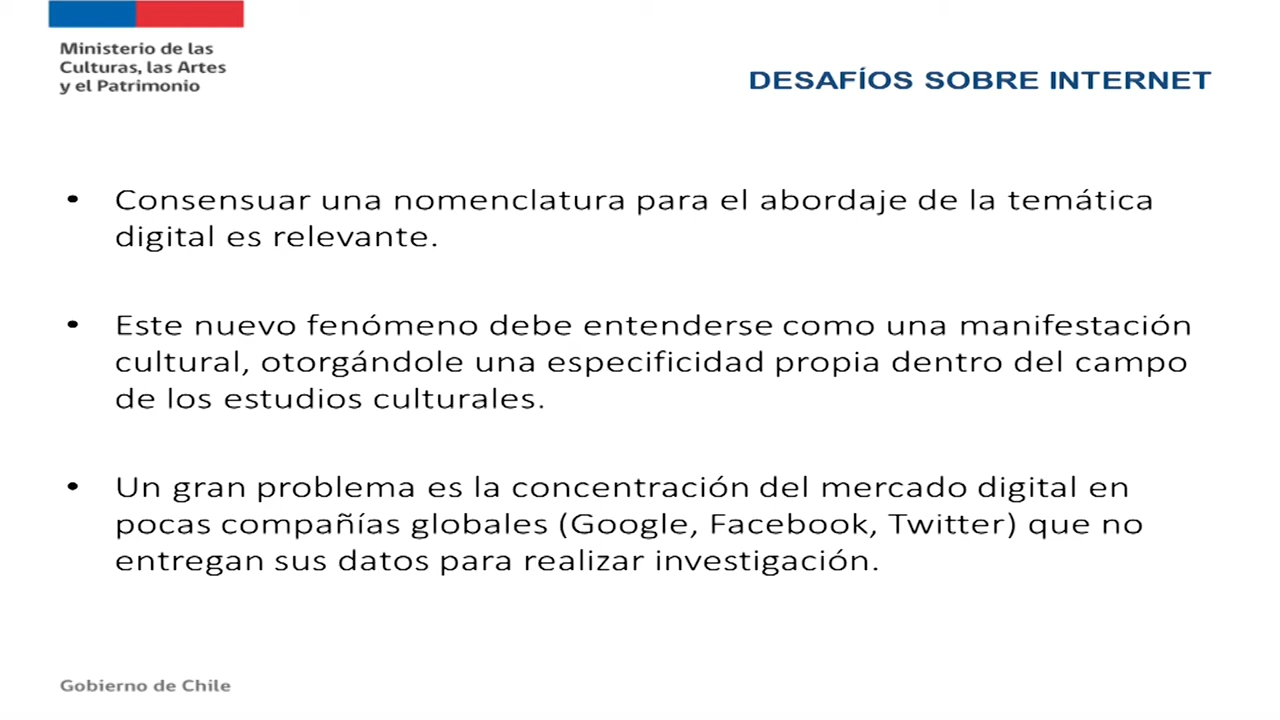 Ministerio de las
Culturas, las Artes
y el Patrimonio
DESAFÍOS SOBRE INTERNET
• Consensuar una nomenclatura para el abordaje de la temática
digital es relevante.
• Este nuevo fenómeno debe entenderse como una manifestación
cultural, otorgándole una especificidad propia dentro del campo
de los estudios culturales.
• Un gran problema es la concentración del mercado digital en
pocas compañías globales (Google, Facebook, Twitter) que no
entregan sus datos para realizar investigación.
Gobierno de Chile